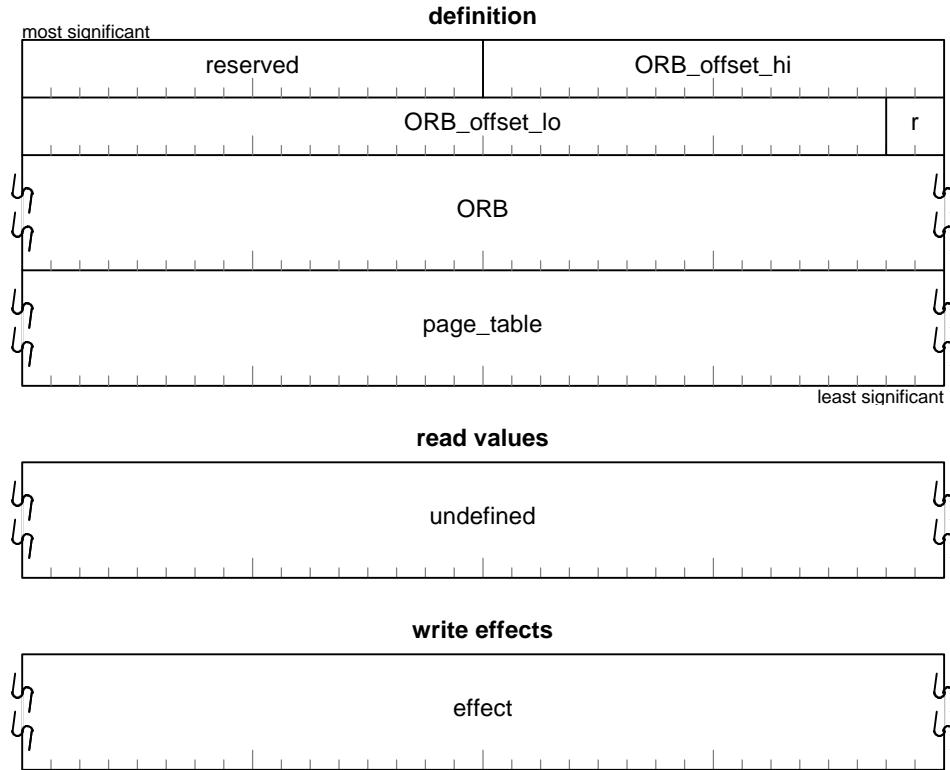 definition
most significant
reserved ORB_offset_hi
ORB_offset_lo r
ORB
page_table
least significant
read values
undefined
write effects
effect